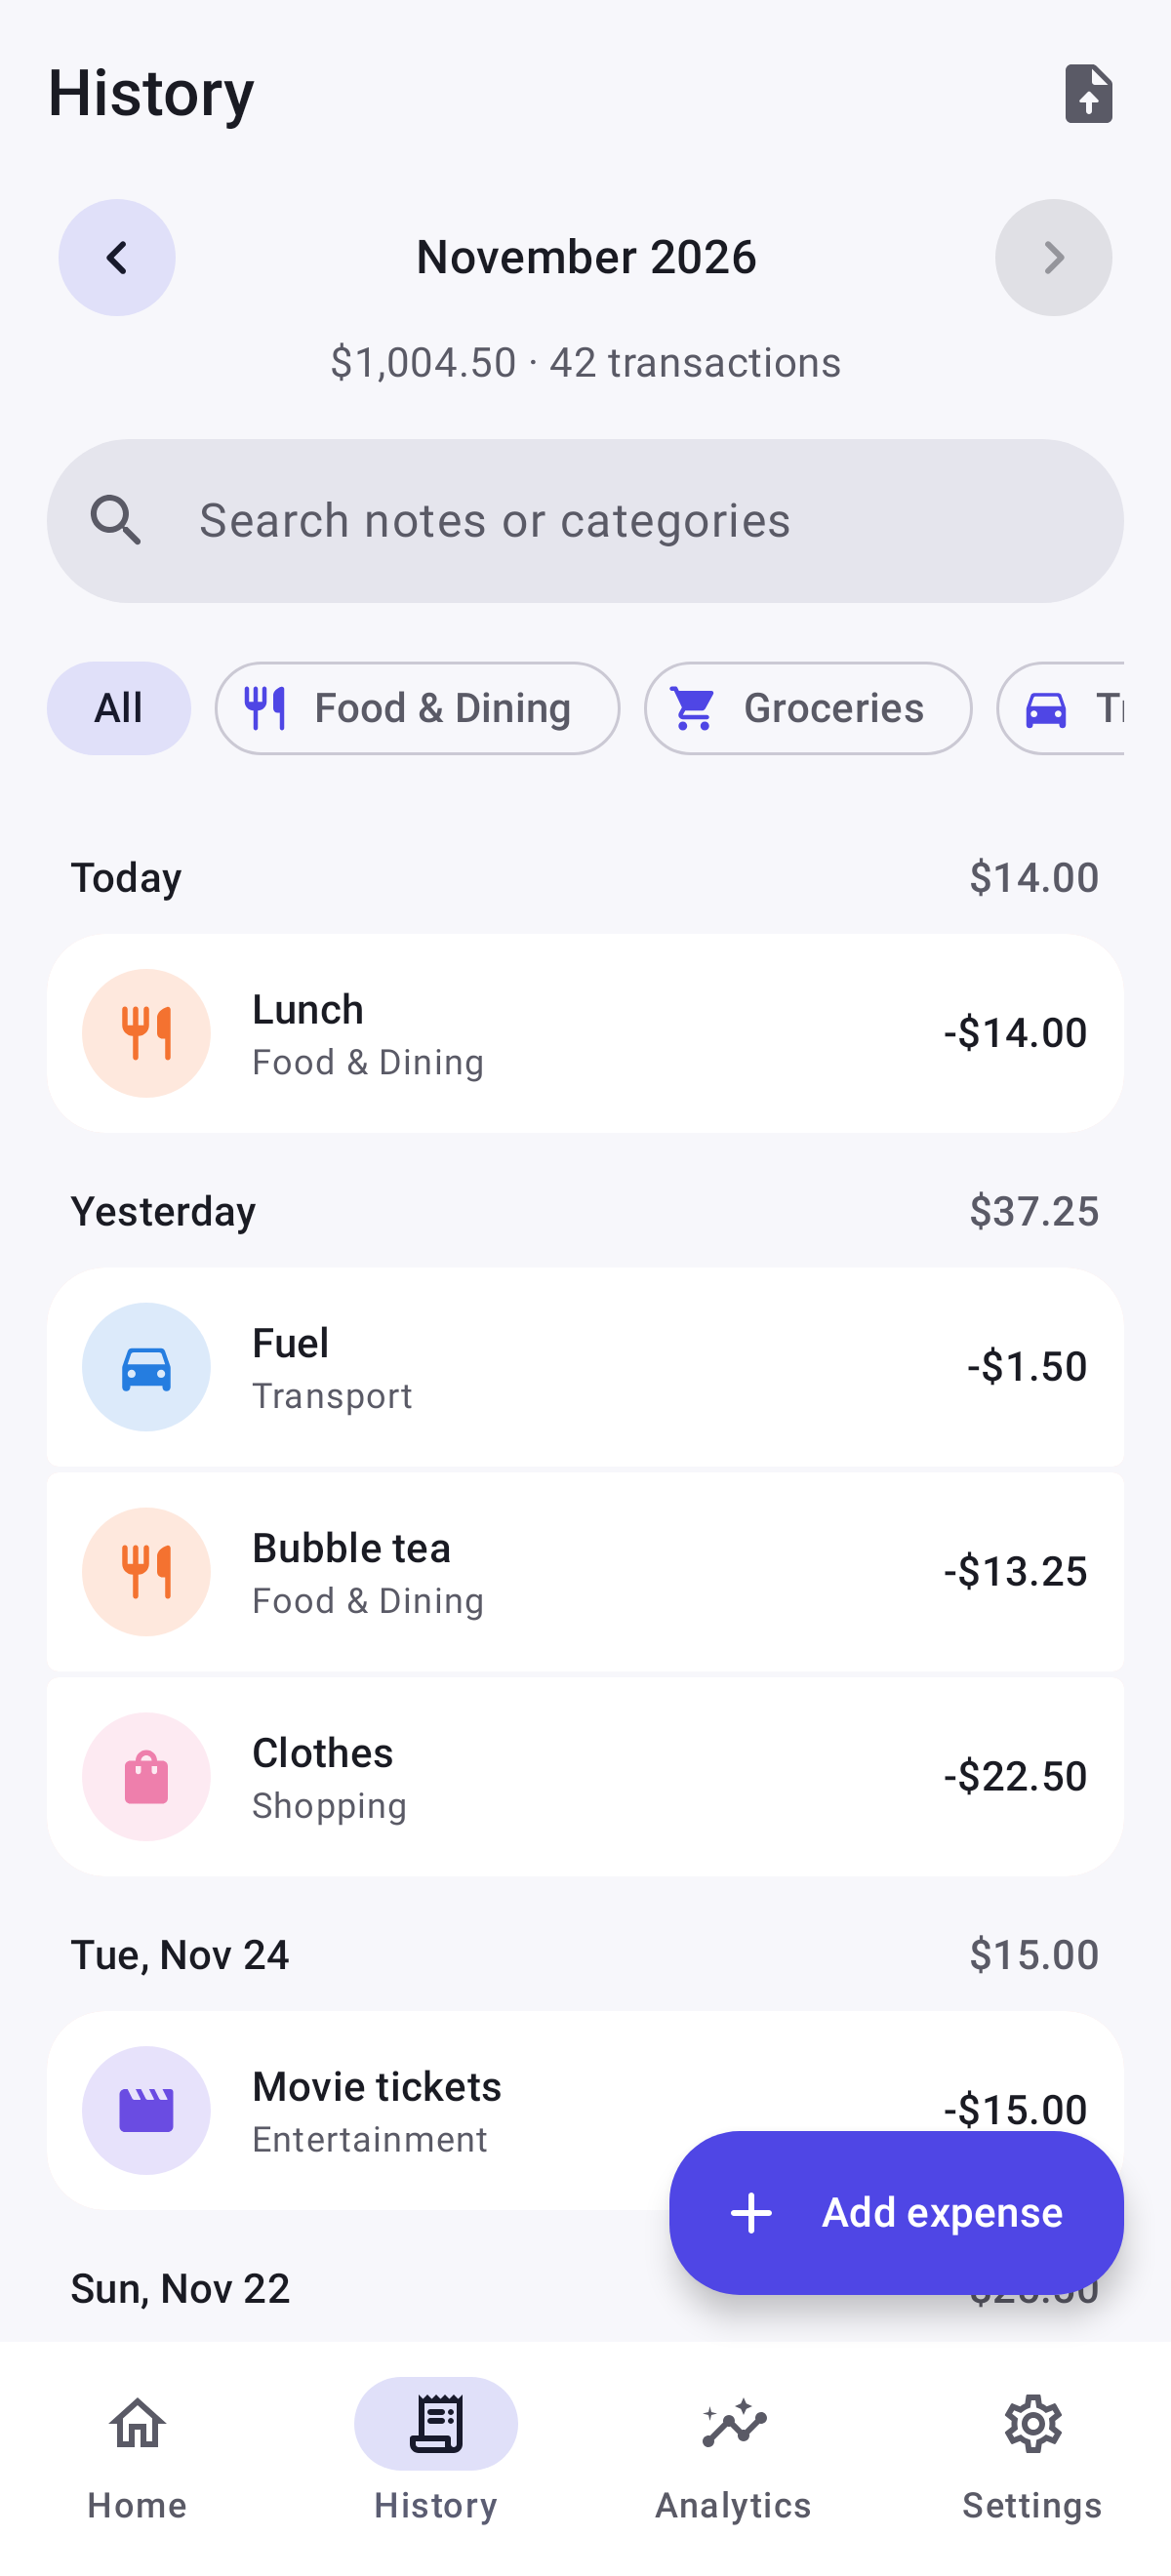 History
November 2026
$1,004.50 · 42 transactions
Search notes or categories
All
Food & Dining
Groceries
Today
$14.00
Lunch
Food & Dining
-$14.00
Yesterday
$37.25
Fuel
Transport
-$1.50
Bubble tea
Food & Dining
-$13.25
Clothes
Shopping
-$22.50
Tue, Nov 24
$15.00
Movie tickets
Entertainment
-$15.00
Add expense
Sun, Nov 22
Home
History
Analytics
Settings